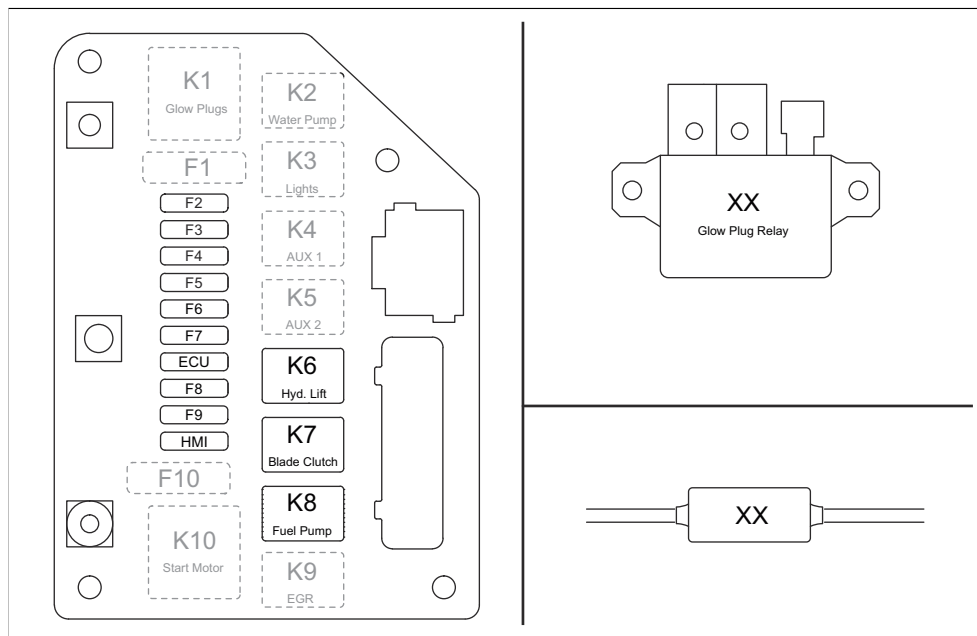 K1
Glow Plugs
F1
F2
F3
F4
F5
F6
F7
ECU
F8
F9
HMI
F10
K10
Start Motor
K2
Water Pump
K3
Lights
K4
AUX 1
K5
AUX 2
K6
Hyd. Lift
K7
Blade Clutch
K8
Fuel Pump
K9
EGR
XX
Glow Plug Relay
XX